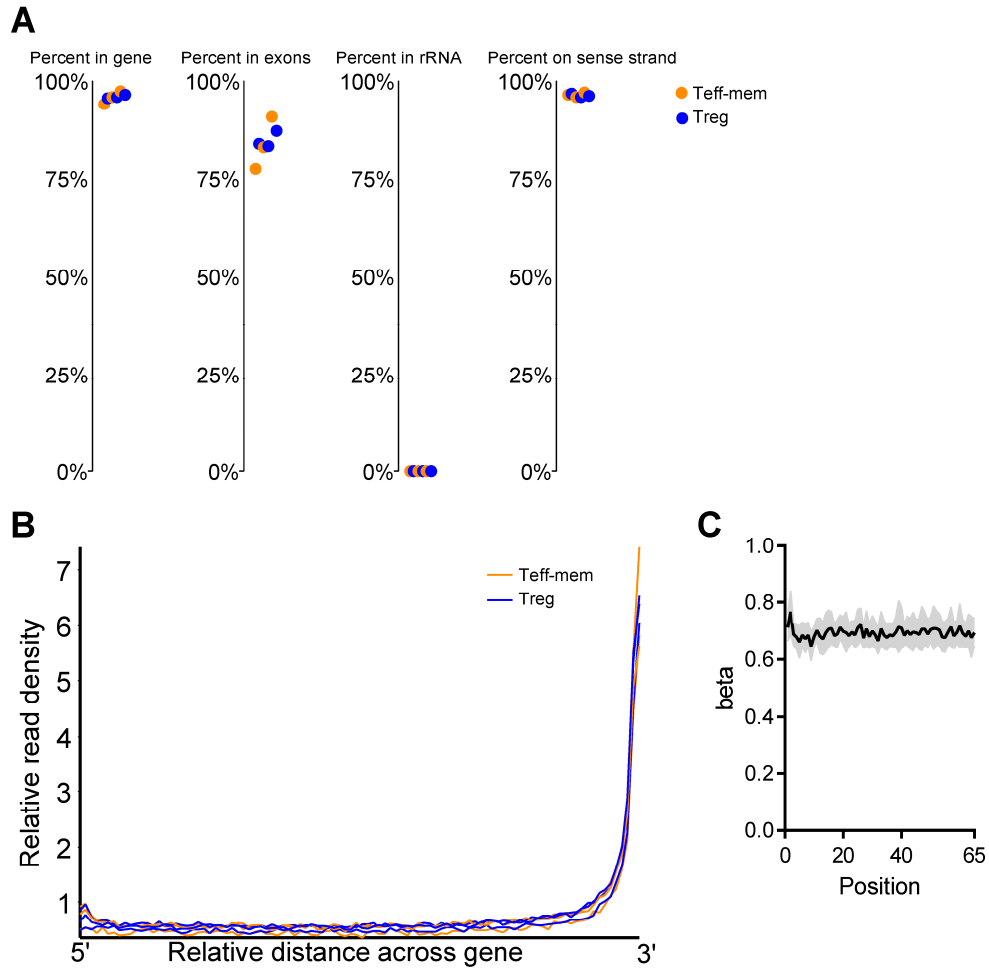 A
Percent in gene Percent in exons Percent in rRNA Percent on sense strand
100% 100% 100% 100%
Teff-mem
Treg
75% 75% 75% 75%
50% 50% 50% 50%
25% 25% 25% 25%
0% 0% 0% 0%
B
Relative read density
7
6
5
4
3
2
1
Teff-mem
Treg
5' Relative distance across gene 3'
C
beta
1.0
0.8
0.6
0.4
0.2
0.0
0 20 40 65
Position